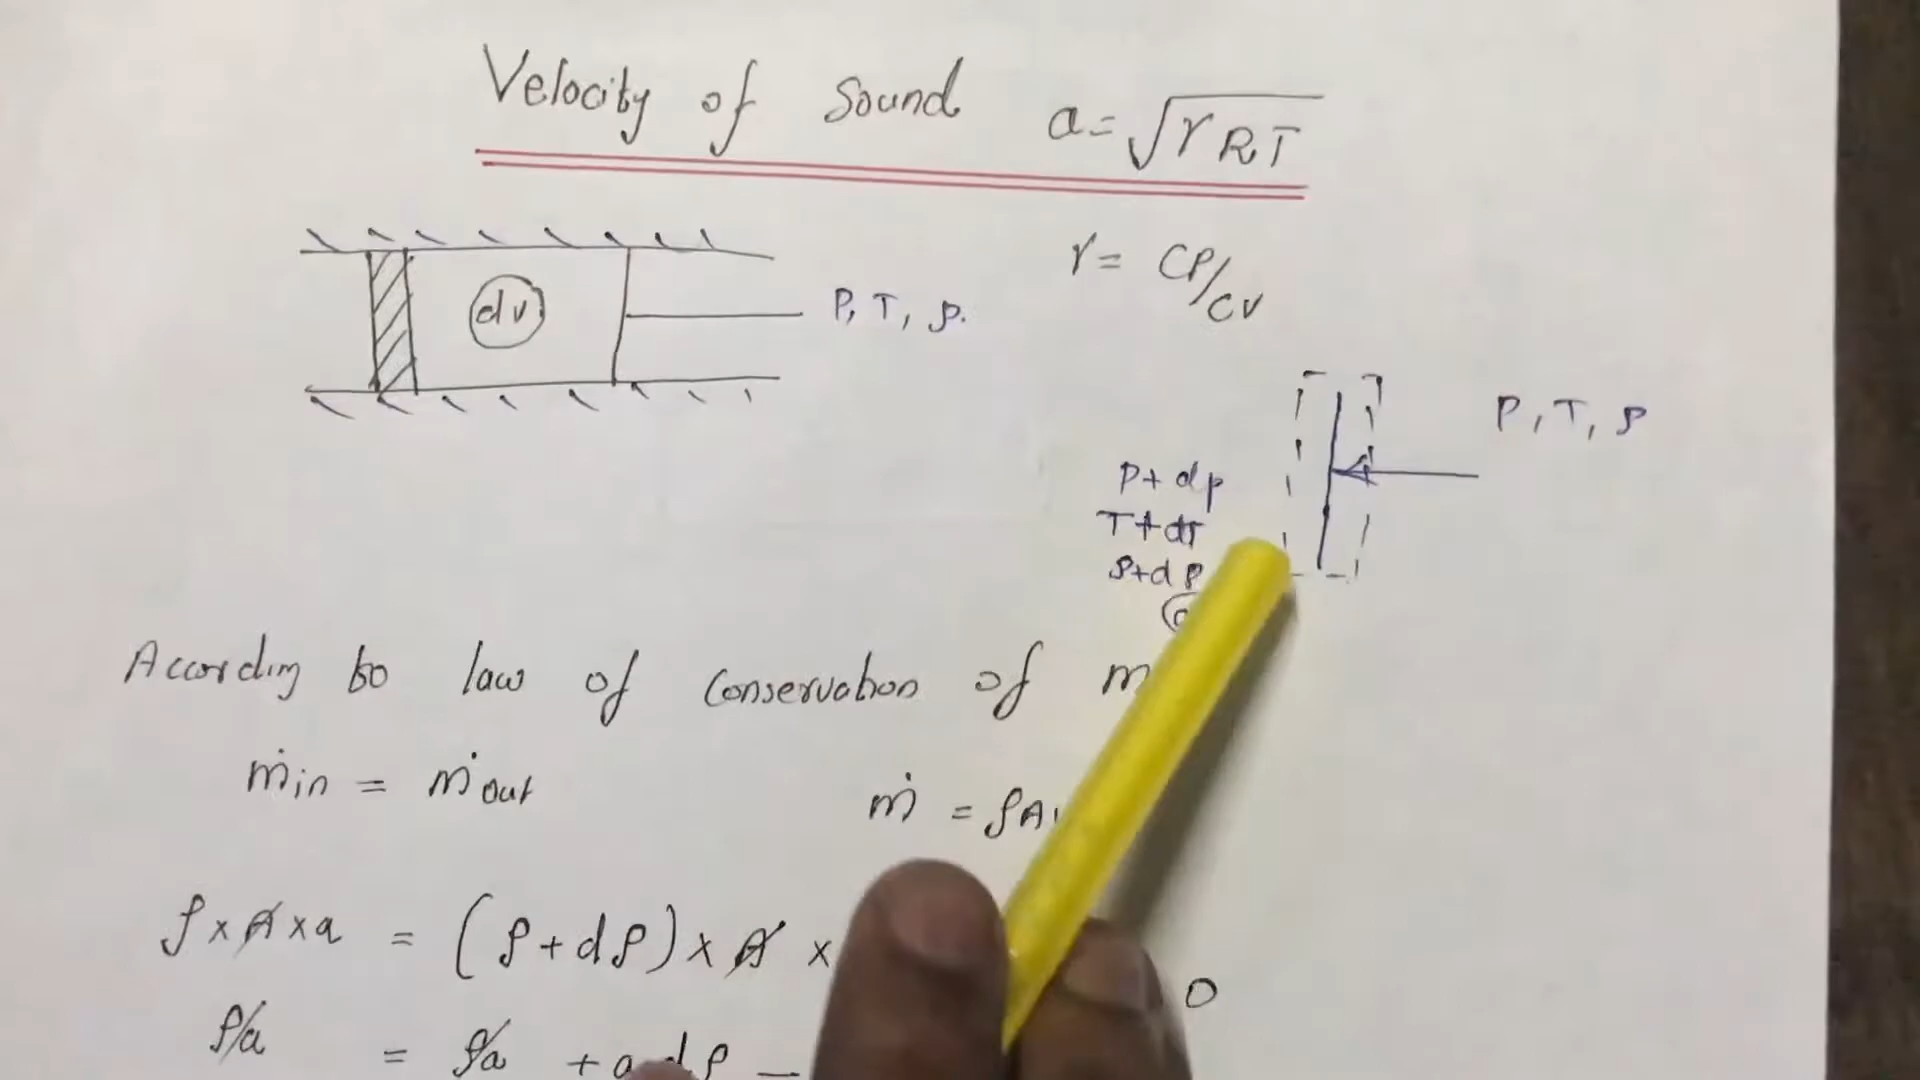 Velocity of Sound a = √γRT
γ = CP/CV
dv P, T, ρ.
P, T, ρ
P + dp
T + dT
ρ + dρ
According to law of Conservation of
ṁin = ṁout ṁ = ρA
ρ × A × a = (ρ + dρ) × A ×
ρa = ρa + a dρ −